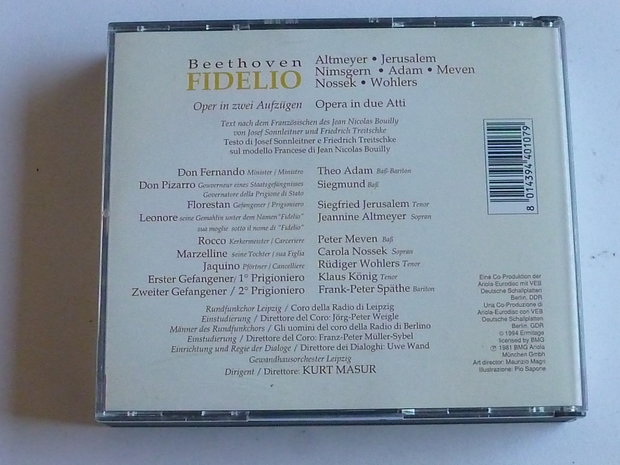 Beethoven
FIDELIO
Altmeyer • Jerusalem
Nimsgern • Adam • Meven
Nossek • Wohlers
Oper in zwei Aufzügen Opera in due Atti
Text nach dem Französischen des Jean Nicolas Bouilly
von Josef Sonnleitner und Friedrich Treitschke
Testo di Josef Sonnleitner e Friedrich Treitschke
sul modello Francese di Jean Nicolas Bouilly
Don Fernando Minister / Ministro Theo Adam Baß-Bariton
Don Pizarro Gouverneur eines Staatsgefängnisses Siegmund Baß
Governatore della Prigione di Stato
Florestan Gefangener / Prigioniero Siegfried Jerusalem Tenor
Leonore seine Gemahlin unter dem Namen "Fidelio" Jeannine Altmeyer Sopran
sua moglie sotto il nome di "Fidelio"
Rocco Kerkermeister / Carceriere Peter Meven Baß
Marzelline seine Tochter / sua Figlia Carola Nossek Sopran
Jaquino Pförtner / Cancelliere Rüdiger Wohlers Tenor
Erster Gefangener/ 1° Prigioniero Klaus König Tenor
Zweiter Gefangener / 2° Prigioniero Frank-Peter Späthe Bariton
Rundfunkchor Leipzig / Coro della Radio di Leipzig
Einstudierung / Direttore del Coro: Jörg-Peter Weigle
Männer des Rundfunkchors / Gli uomini del coro della Radio di Berlino
Einstudierung / Direttore del Coro: Franz-Peter Müller-Sybel
Einrichtung und Regie der Dialoge / Direttore dei Dialoghi: Uwe Wand
Gewandhausorchester Leipzig
Dirigent / Direttore: KURT MASUR
8 014394 401079
Eine Co-Produktion der
Ariola-Eurodisc mit VEB
Deutsche Schallplatten
Berlin, GDR
Una Co-Produzione di
Ariola-Eurodisc con VEB
Deutsche Schallplatten
Berlin, GDR
© 1994 Ermitage
licensed by BMG
℗ 1981 BMG Ariola
München GmbH
Art director: Maurizio Magri
Illustrazione: Pio Sapone